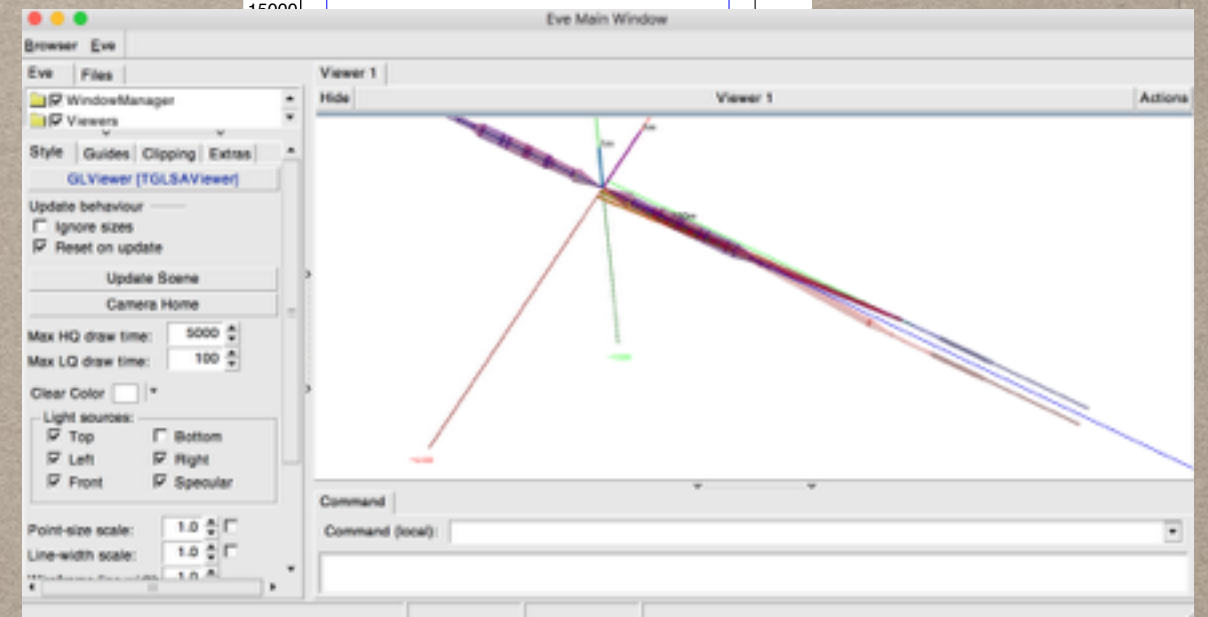 15000
Eve Main Window
Browser Eve
Eve Files
WindowManager
Viewers
Style Guides Clipping Extras
GLViewer [TGLSAViewer]
Update behaviour
Ignore sizes
Reset on update
Update Scene
Camera Home
Max HQ draw time: 5000
Max LQ draw time: 100
Clear Color
Light sources:
Top Bottom
Left Right
Front Specular
Point-size scale: 1.0
Line-width scale: 1.0
1.0
Viewer 1
Hide Viewer 1 Actions
Command
Command (local):